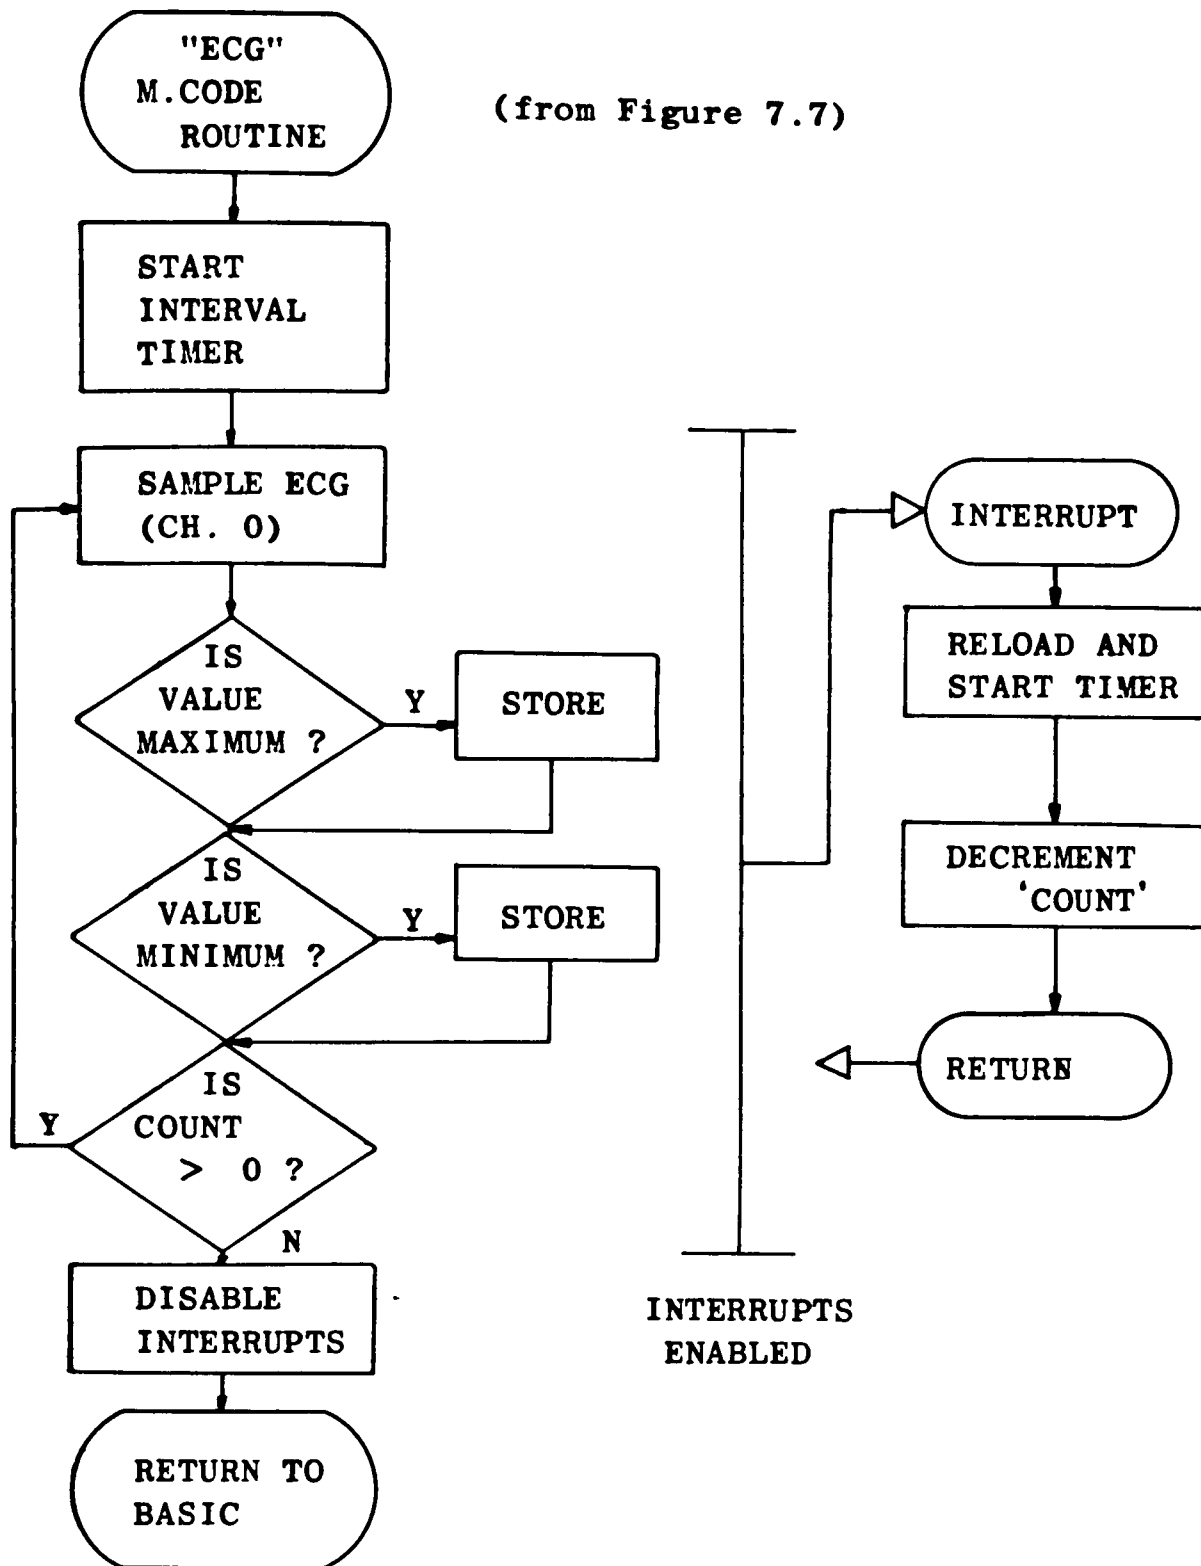 "ECG"
M.CODE
ROUTINE
(from Figure 7.7)
START
INTERVAL
TIMER
SAMPLE ECG
(CH. 0)
IS
VALUE
MAXIMUM ?
Y
STORE
IS
VALUE
MINIMUM ?
Y
STORE
IS
COUNT
> 0 ?
Y
N
DISABLE
INTERRUPTS
RETURN TO
BASIC
INTERRUPTS
ENABLED
INTERRUPT
RELOAD AND
START TIMER
DECREMENT
'COUNT'
RETURN